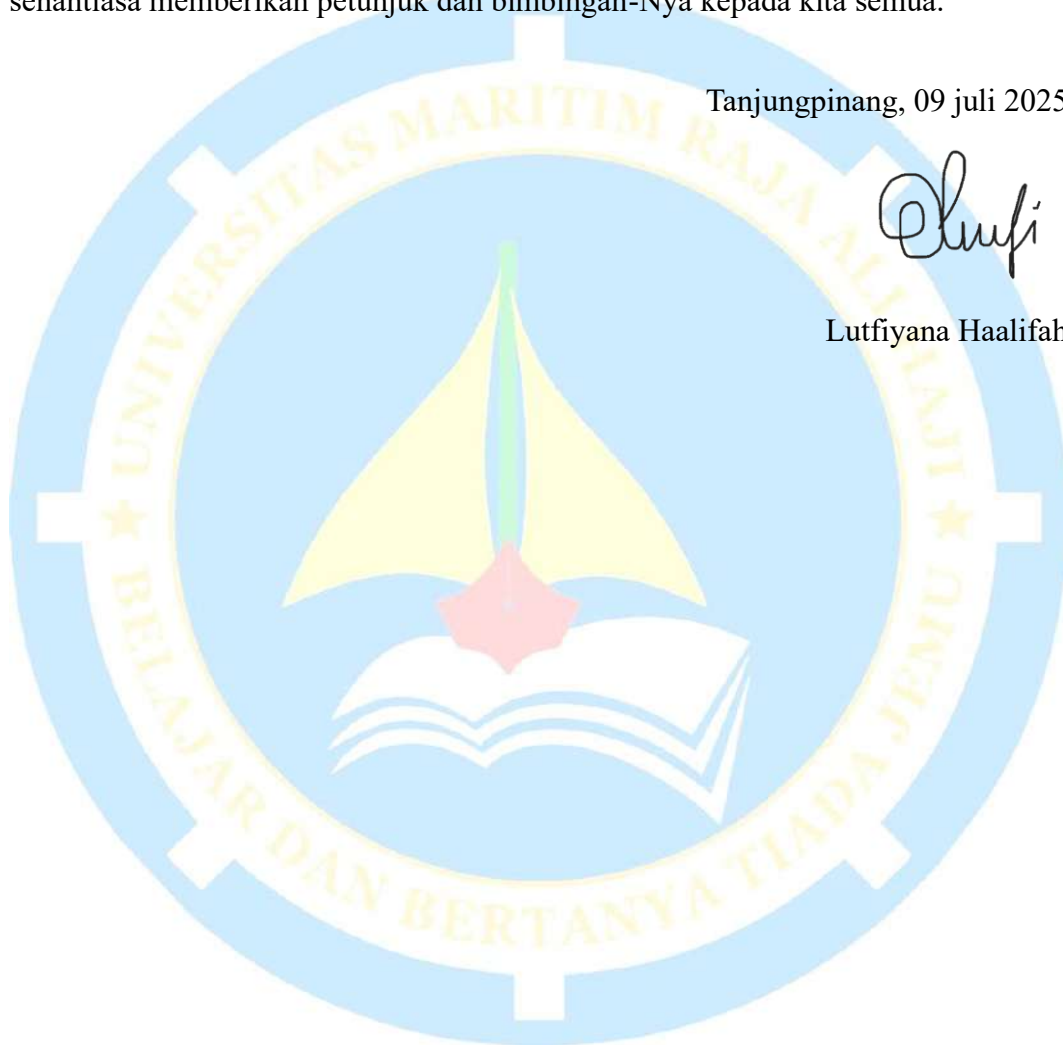 senantiasa memberikan petunjuk dan bimbingan-Nya kepada kita semua.
Tanjungpinang, 09 juli 2025
Lutfiyana Haalifah
UNIVERSITAS MARITIM RAJA ALI HAJI
BELAJAR DAN BERTANYA TIADA JEMU